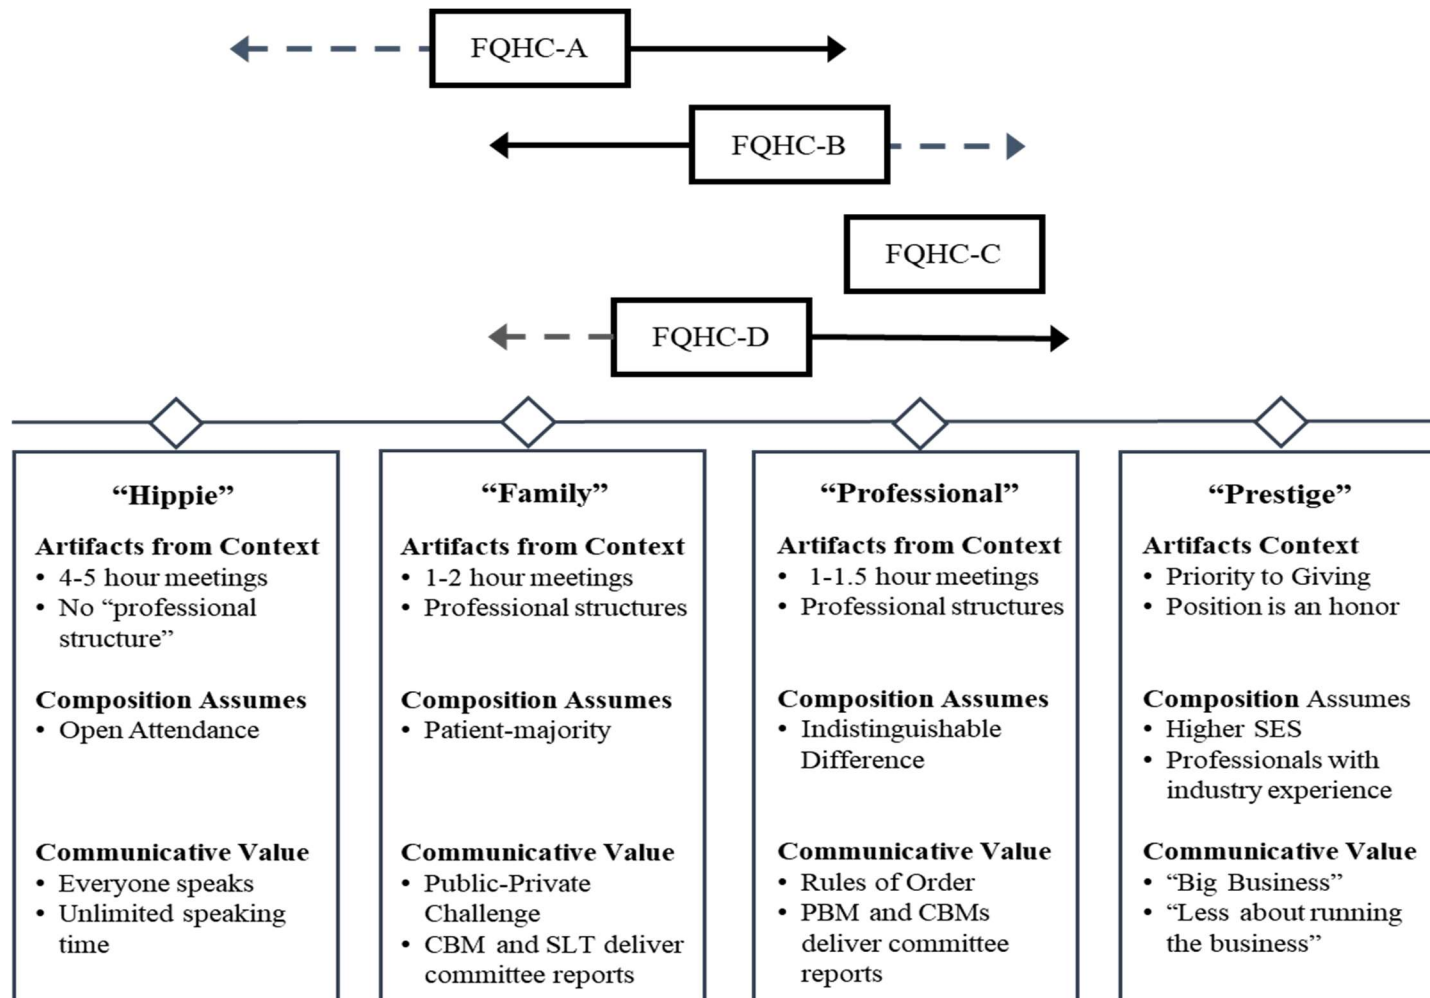 FQHC-A
FQHC-B
FQHC-C
FQHC-D
“Hippie”
Artifacts from Context
• 4-5 hour meetings
• No “professional
structure”
Composition Assumes
• Open Attendance
Communicative Value
• Everyone speaks
• Unlimited speaking
time
“Family”
Artifacts from Context
• 1-2 hour meetings
• Professional structures
Composition Assumes
• Patient-majority
Communicative Value
• Public-Private
Challenge
• CBM and SLT deliver
committee reports
“Professional”
Artifacts from Context
• 1-1.5 hour meetings
• Professional structures
Composition Assumes
• Indistinguishable
Difference
Communicative Value
• Rules of Order
• PBM and CBMs
deliver committee
reports
“Prestige”
Artifacts Context
• Priority to Giving
• Position is an honor
Composition Assumes
• Higher SES
• Professionals with
industry experience
Communicative Value
• “Big Business”
• “Less about running
the business”